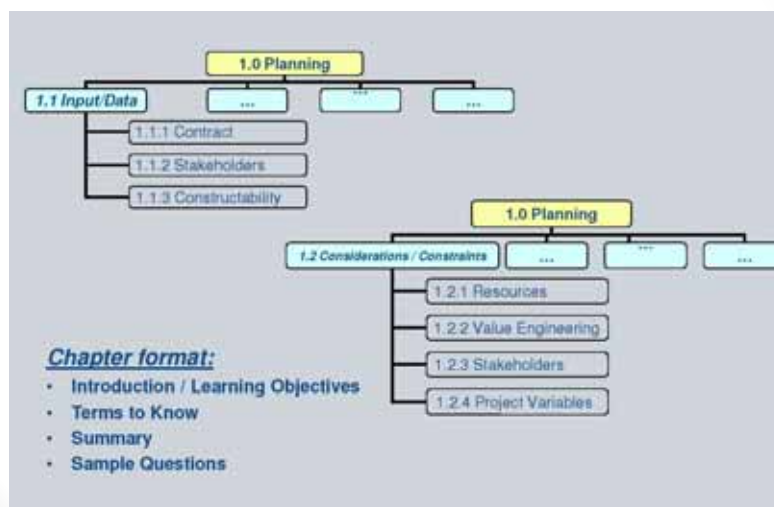 1.0 Planning
1.1 Input/Data
...
...
...
1.1.1 Contract
1.1.2 Stakeholders
1.1.3 Constructability
1.0 Planning
1.2 Considerations / Constraints
...
...
...
1.2.1 Resources
1.2.2 Value Engineering
1.2.3 Stakeholders
1.2.4 Project Variables
Chapter format:
• Introduction / Learning Objectives
• Terms to Know
• Summary
• Sample Questions